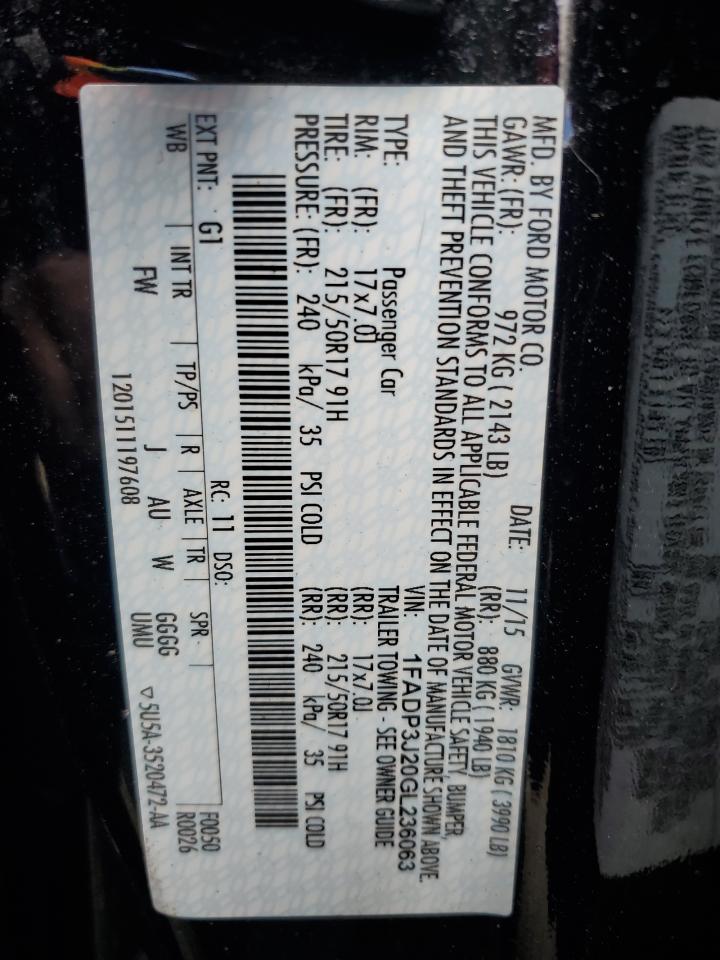 MFD. BY FORD MOTOR CO.
DATE: 11/15 GVWR: 1810 KG ( 3990 LB)
GAWR: (FR): 972 KG ( 2143 LB) (RR): 880 KG ( 1940 LB)
THIS VEHICLE CONFORMS TO ALL APPLICABLE FEDERAL MOTOR VEHICLE SAFETY, BUMPER,
AND THEFT PREVENTION STANDARDS IN EFFECT ON THE DATE OF MANUFACTURE SHOWN ABOVE.
VIN: 1FADP3J20GL236063
TYPE: Passenger Car TRAILER TOWING - SEE OWNER GUIDE
RIM: (FR): 17x7.0J (RR): 17x7.0J
TIRE: (FR): 215/50R17 91H (RR): 215/50R17 91H
PRESSURE: (FR): 240 kPa/ 35 PSI COLD (RR): 240 kPa/ 35 PSI COLD
RC: 11 DSO:
EXT PNT: G1 F0050
R0026
WB INT TR TP/PS R AXLE TR SPR
FW J AU W GGGG
UMU
1201511197608 ▽5U5A-3520472-AA